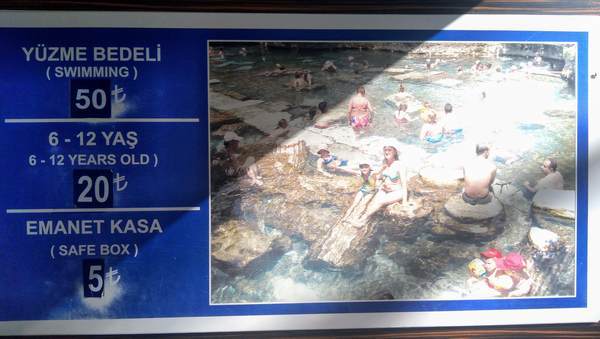 YÜZME BEDELİ
( SWIMMING )
50 ₺
6 - 12 YAŞ
6 - 12 YEARS OLD )
20 ₺
EMANET KASA
( SAFE BOX )
5 ₺